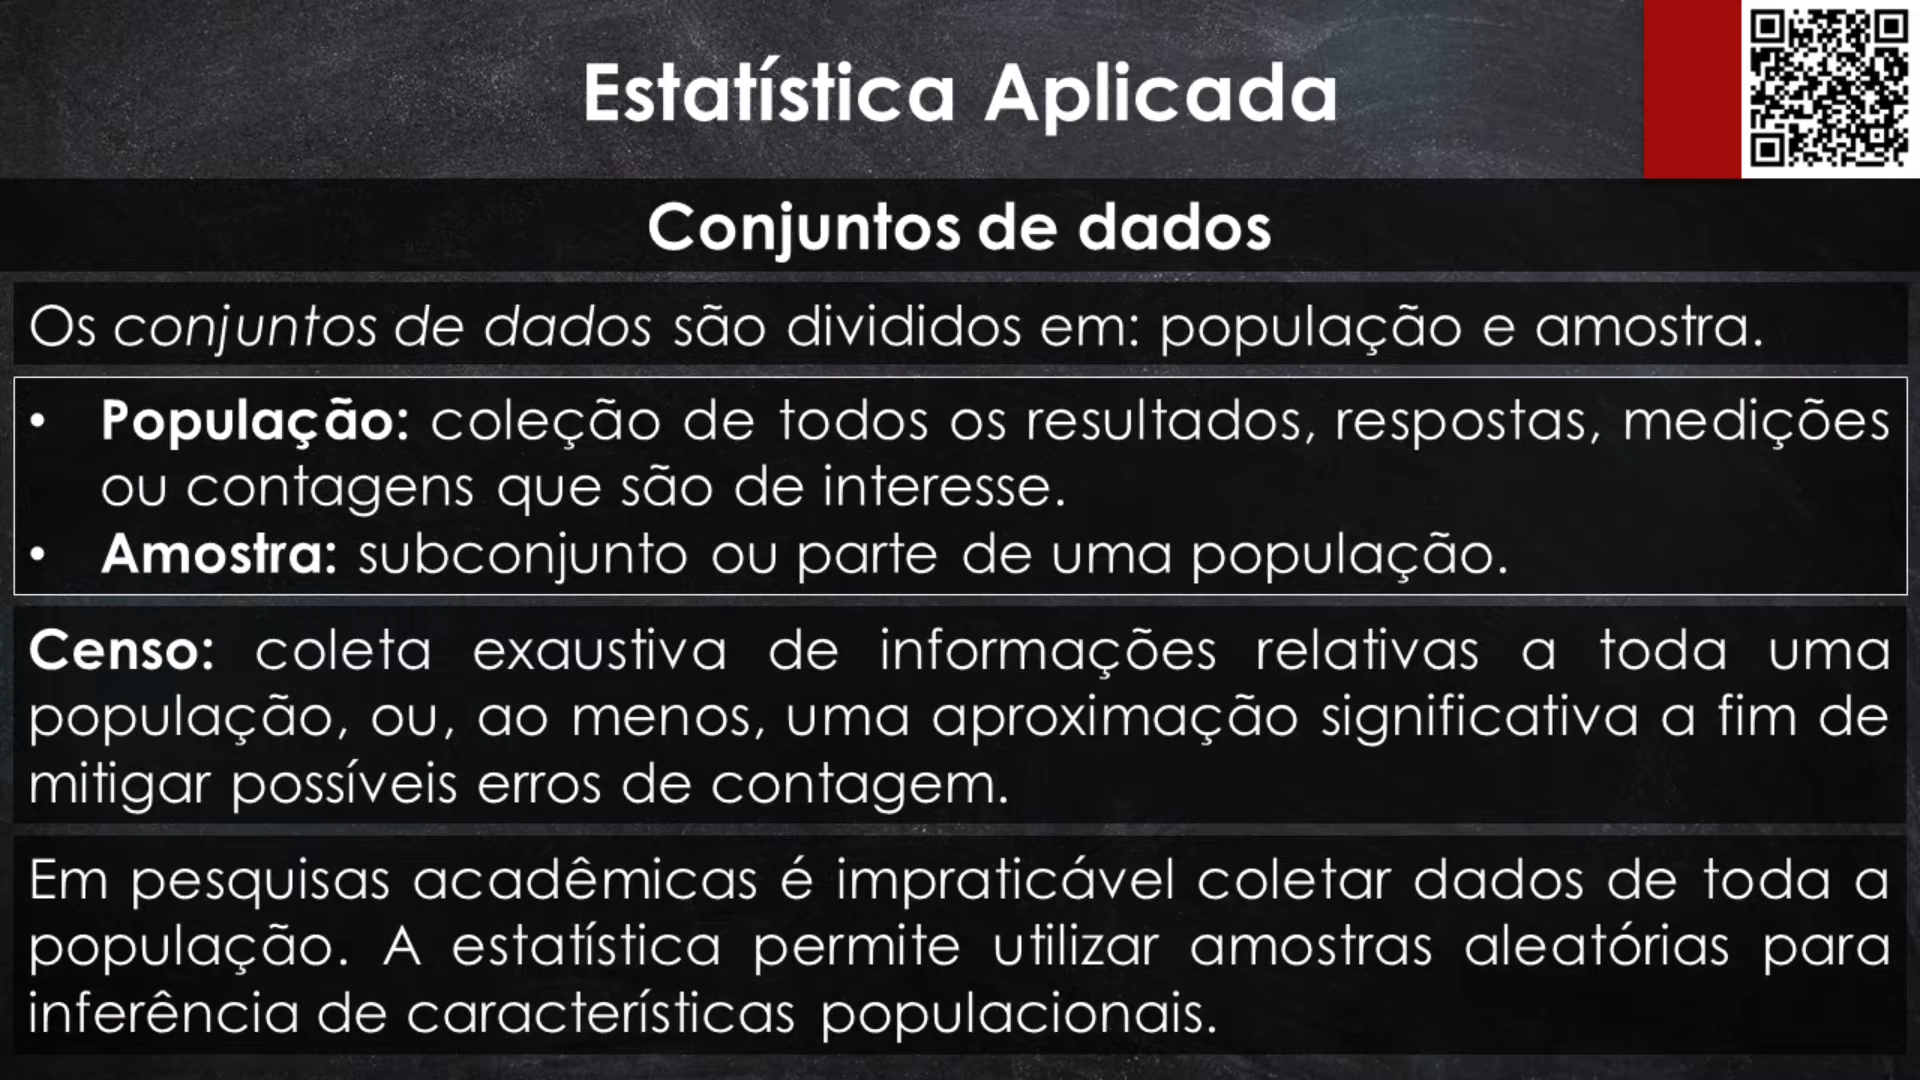 Estatística Aplicada
Conjuntos de dados
Os conjuntos de dados são divididos em: população e amostra.
• População: coleção de todos os resultados, respostas, medições
ou contagens que são de interesse.
• Amostra: subconjunto ou parte de uma população.
Censo: coleta exaustiva de informações relativas a toda uma
população, ou, ao menos, uma aproximação significativa a fim de
mitigar possíveis erros de contagem.
Em pesquisas acadêmicas é impraticável coletar dados de toda a
população. A estatística permite utilizar amostras aleatórias para
inferência de características populacionais.